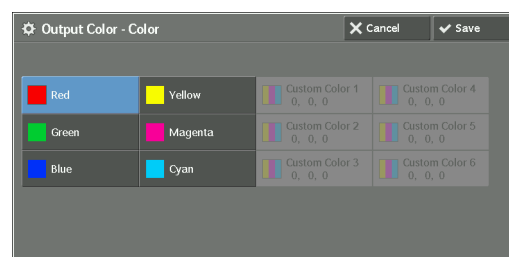 Output Color - Color
Cancel
Save
Red
Yellow
Custom Color 1
0, 0, 0
Custom Color 4
0, 0, 0
Green
Magenta
Custom Color 2
0, 0, 0
Custom Color 5
0, 0, 0
Blue
Cyan
Custom Color 3
0, 0, 0
Custom Color 6
0, 0, 0